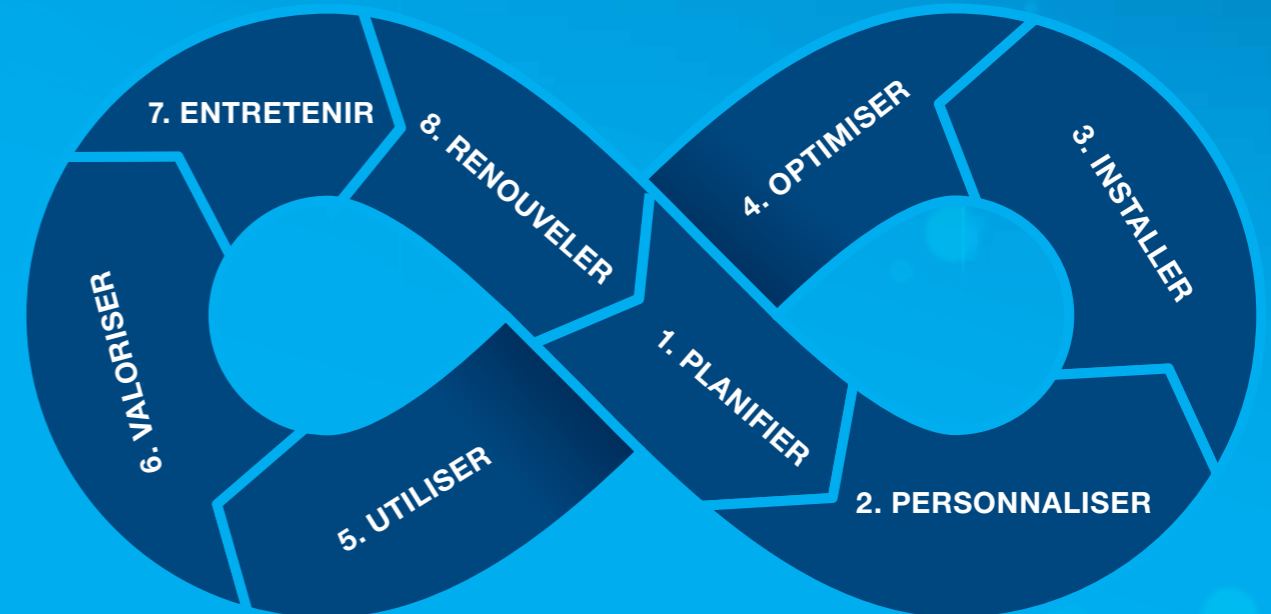 1. PLANIFIER
2. PERSONNALISER
3. INSTALLER
4. OPTIMISER
5. UTILISER
6. VALORISER
7. ENTRETENIR
8. RENOUVELER